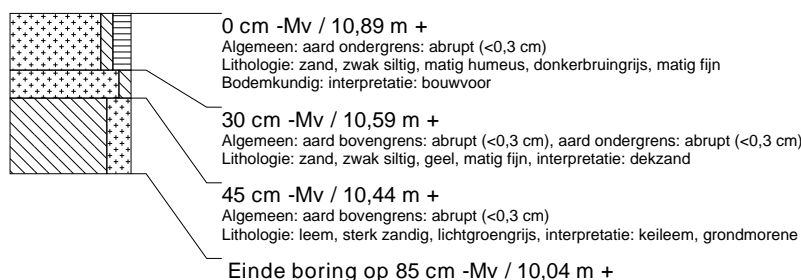 0 cm -Mv / 10,89 m +
Algemeen: aard ondergrens: abrupt (<0,3 cm)
Lithologie: zand, zwak siltig, matig humeus, donkerbruingrijs, matig fijn
Bodemkundig: interpretatie: bouwvoor
30 cm -Mv / 10,59 m +
Algemeen: aard bovengrens: abrupt (<0,3 cm), aard ondergrens: abrupt (<0,3 cm)
Lithologie: zand, zwak siltig, geel, matig fijn, interpretatie: dekzand
45 cm -Mv / 10,44 m +
Algemeen: aard bovengrens: abrupt (<0,3 cm)
Lithologie: leem, sterk zandig, lichtgroengrijs, interpretatie: keileem, grondmorene
Einde boring op 85 cm -Mv / 10,04 m +